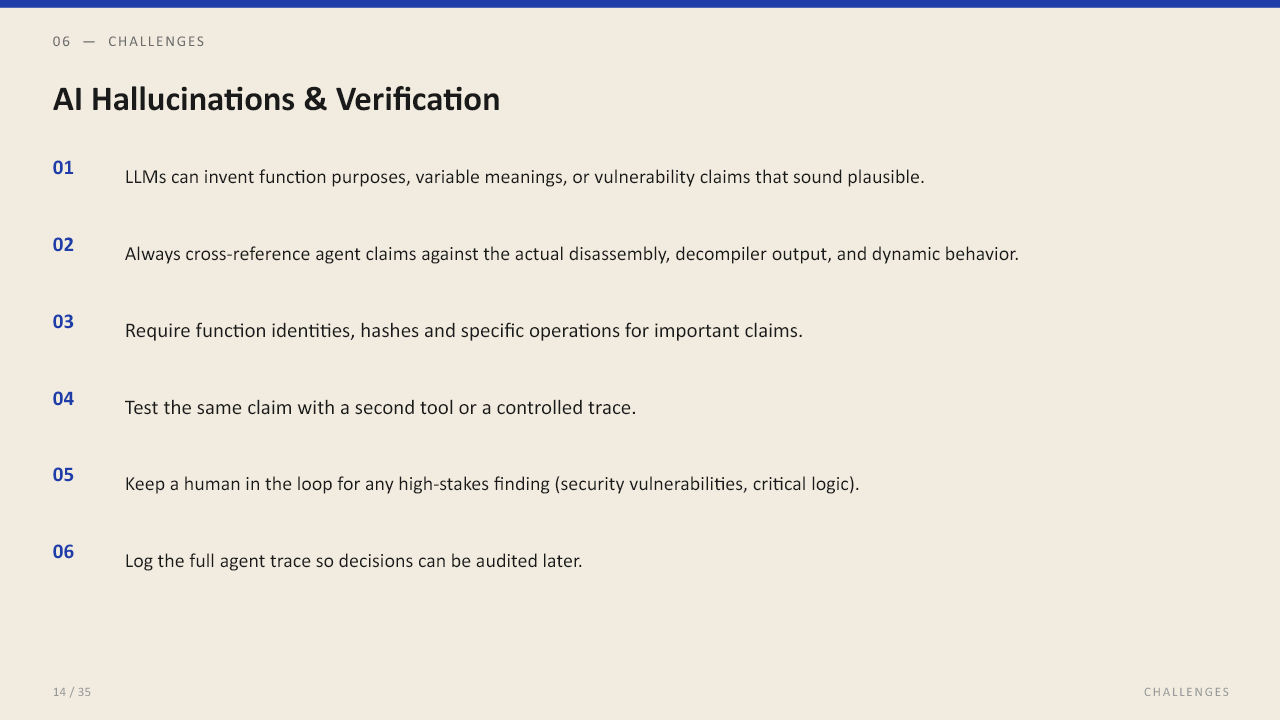 06 — CHALLENGES
AI Hallucinations & Verification
01
LLMs can invent function purposes, variable meanings, or vulnerability claims that sound plausible.
02
Always cross-reference agent claims against the actual disassembly, decompiler output, and dynamic behavior.
03
Require function identities, hashes and specific operations for important claims.
04
Test the same claim with a second tool or a controlled trace.
05
Keep a human in the loop for any high-stakes finding (security vulnerabilities, critical logic).
06
Log the full agent trace so decisions can be audited later.
14 / 35
CHALLENGES